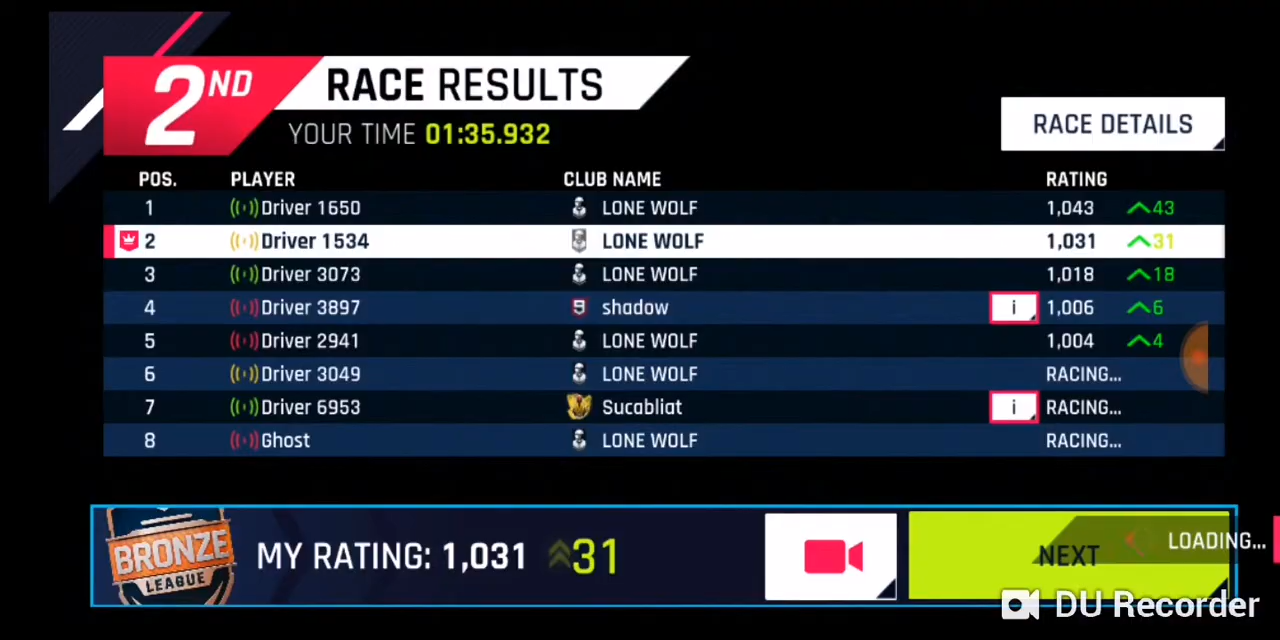 2ND
RACE RESULTS
YOUR TIME 01:35.932
RACE DETAILS
POS. PLAYER CLUB NAME RATING
1 Driver 1650 LONE WOLF 1,043 43
2 Driver 1534 LONE WOLF 1,031 31
3 Driver 3073 LONE WOLF 1,018 18
4 Driver 3897 shadow i 1,006 6
5 Driver 2941 LONE WOLF 1,004 4
6 Driver 3049 LONE WOLF RACING...
7 Driver 6953 Sucabliat i RACING...
8 Ghost LONE WOLF RACING...
BRONZE
LEAGUE
MY RATING: 1,031 31
NEXT
LOADING...
DU Recorder